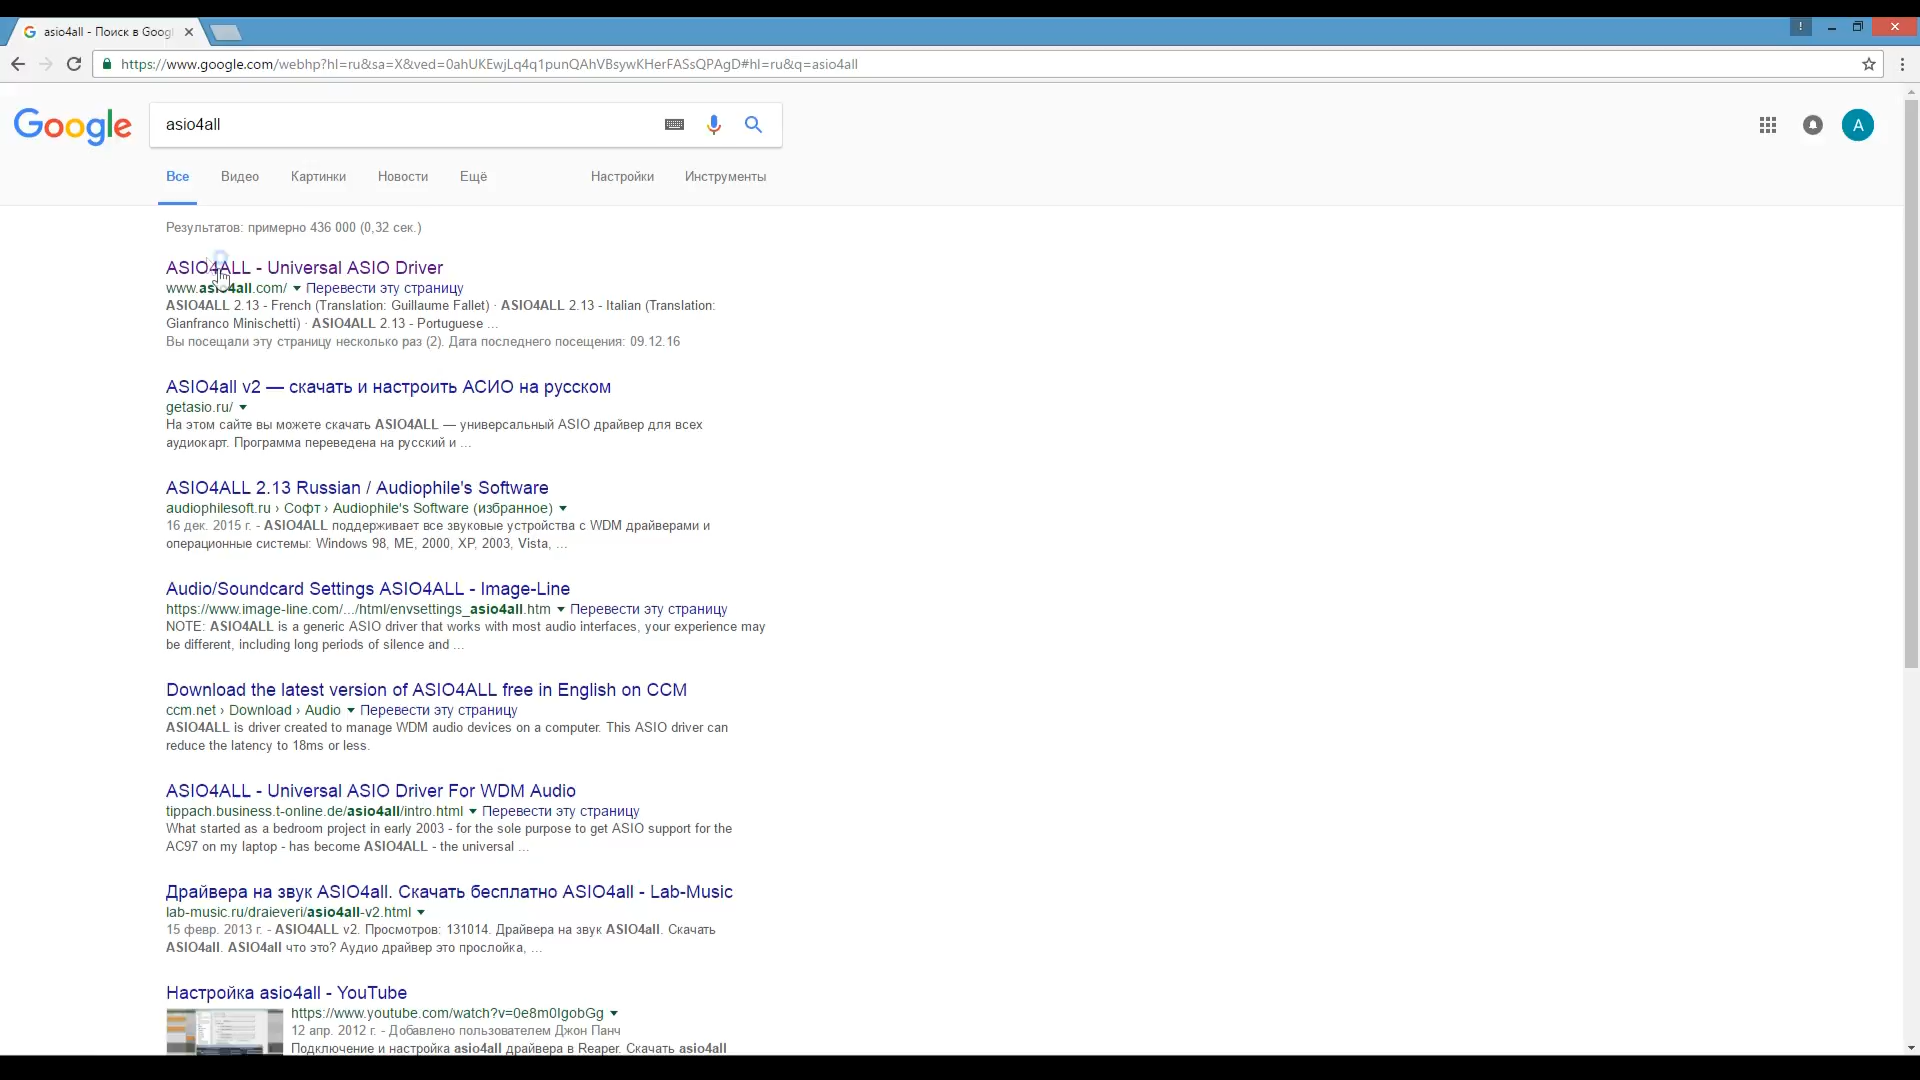 asio4all - Поиск в Goog
https://www.google.com/webhp?hl=ru&sa=X&ved=0ahUKEwjLq4q1punQAhVBsywKHerFASsQPAgD#hl=ru&q=asio4all
Google
asio4all
A
Все Видео Картинки Новости Ещё Настройки Инструменты
Результатов: примерно 436 000 (0,32 сек.)
ASIO4ALL - Universal ASIO Driver
www.asio4all.com/ Перевести эту страницу
ASIO4ALL 2.13 - French (Translation: Guillaume Fallet) · ASIO4ALL 2.13 - Italian (Translation:
Gianfranco Minischetti) · ASIO4ALL 2.13 - Portuguese ...
Вы посещали эту страницу несколько раз (2). Дата последнего посещения: 09.12.16
ASIO4all v2 — скачать и настроить АСИО на русском
getasio.ru/
На этом сайте вы можете скачать ASIO4ALL — универсальный ASIO драйвер для всех
аудиокарт. Программа переведена на русский и ...
ASIO4ALL 2.13 Russian / Audiophile's Software
audiophilesoft.ru › Софт › Audiophile's Software (избранное)
16 дек. 2015 г. - ASIO4ALL поддерживает все звуковые устройства с WDM драйверами и
операционные системы: Windows 98, ME, 2000, XP, 2003, Vista, ...
Audio/Soundcard Settings ASIO4ALL - Image-Line
https://www.image-line.com/.../html/envsettings_asio4all.htm Перевести эту страницу
NOTE: ASIO4ALL is a generic ASIO driver that works with most audio interfaces, your experience may
be different, including long periods of silence and ...
Download the latest version of ASIO4ALL free in English on CCM
ccm.net › Download › Audio Перевести эту страницу
ASIO4ALL is driver created to manage WDM audio devices on a computer. This ASIO driver can
reduce the latency to 18ms or less.
ASIO4ALL - Universal ASIO Driver For WDM Audio
tippach.business.t-online.de/asio4all/intro.html Перевести эту страницу
What started as a bedroom project in early 2003 - for the sole purpose to get ASIO support for the
AC97 on my laptop - has become ASIO4ALL - the universal ...
Драйвера на звук ASIO4all. Скачать бесплатно ASIO4all - Lab-Music
lab-music.ru/draieveri/asio4all-v2.html
15 февр. 2013 г. - ASIO4ALL v2. Просмотров: 131014. Драйвера на звук ASIO4all. Скачать
ASIO4all. ASIO4all что это? Аудио драйвер это прослойка, ...
Настройка asio4all - YouTube
https://www.youtube.com/watch?v=0e8m0IgobGg
12 апр. 2012 г. - Добавлено пользователем Джон Панч
Подключение и настройка asio4all драйвера в Reaper. Скачать asio4all